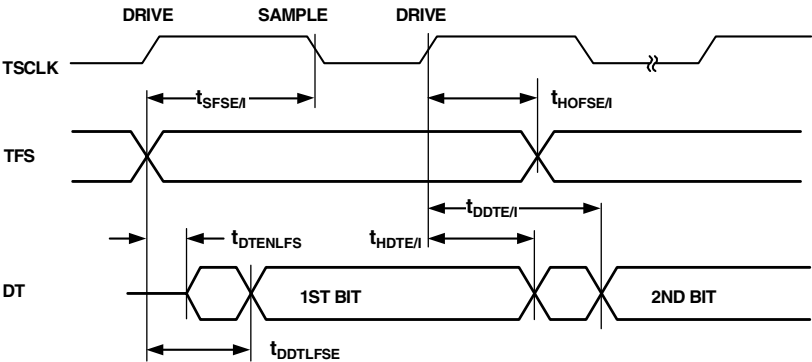 DRIVE SAMPLE DRIVE
TSCLK
tSFSE/I tHOFSE/I
TFS
tDDTE/I
tDTENLFS tHDTE/I
DT 1ST BIT 2ND BIT
tDDTLFSE